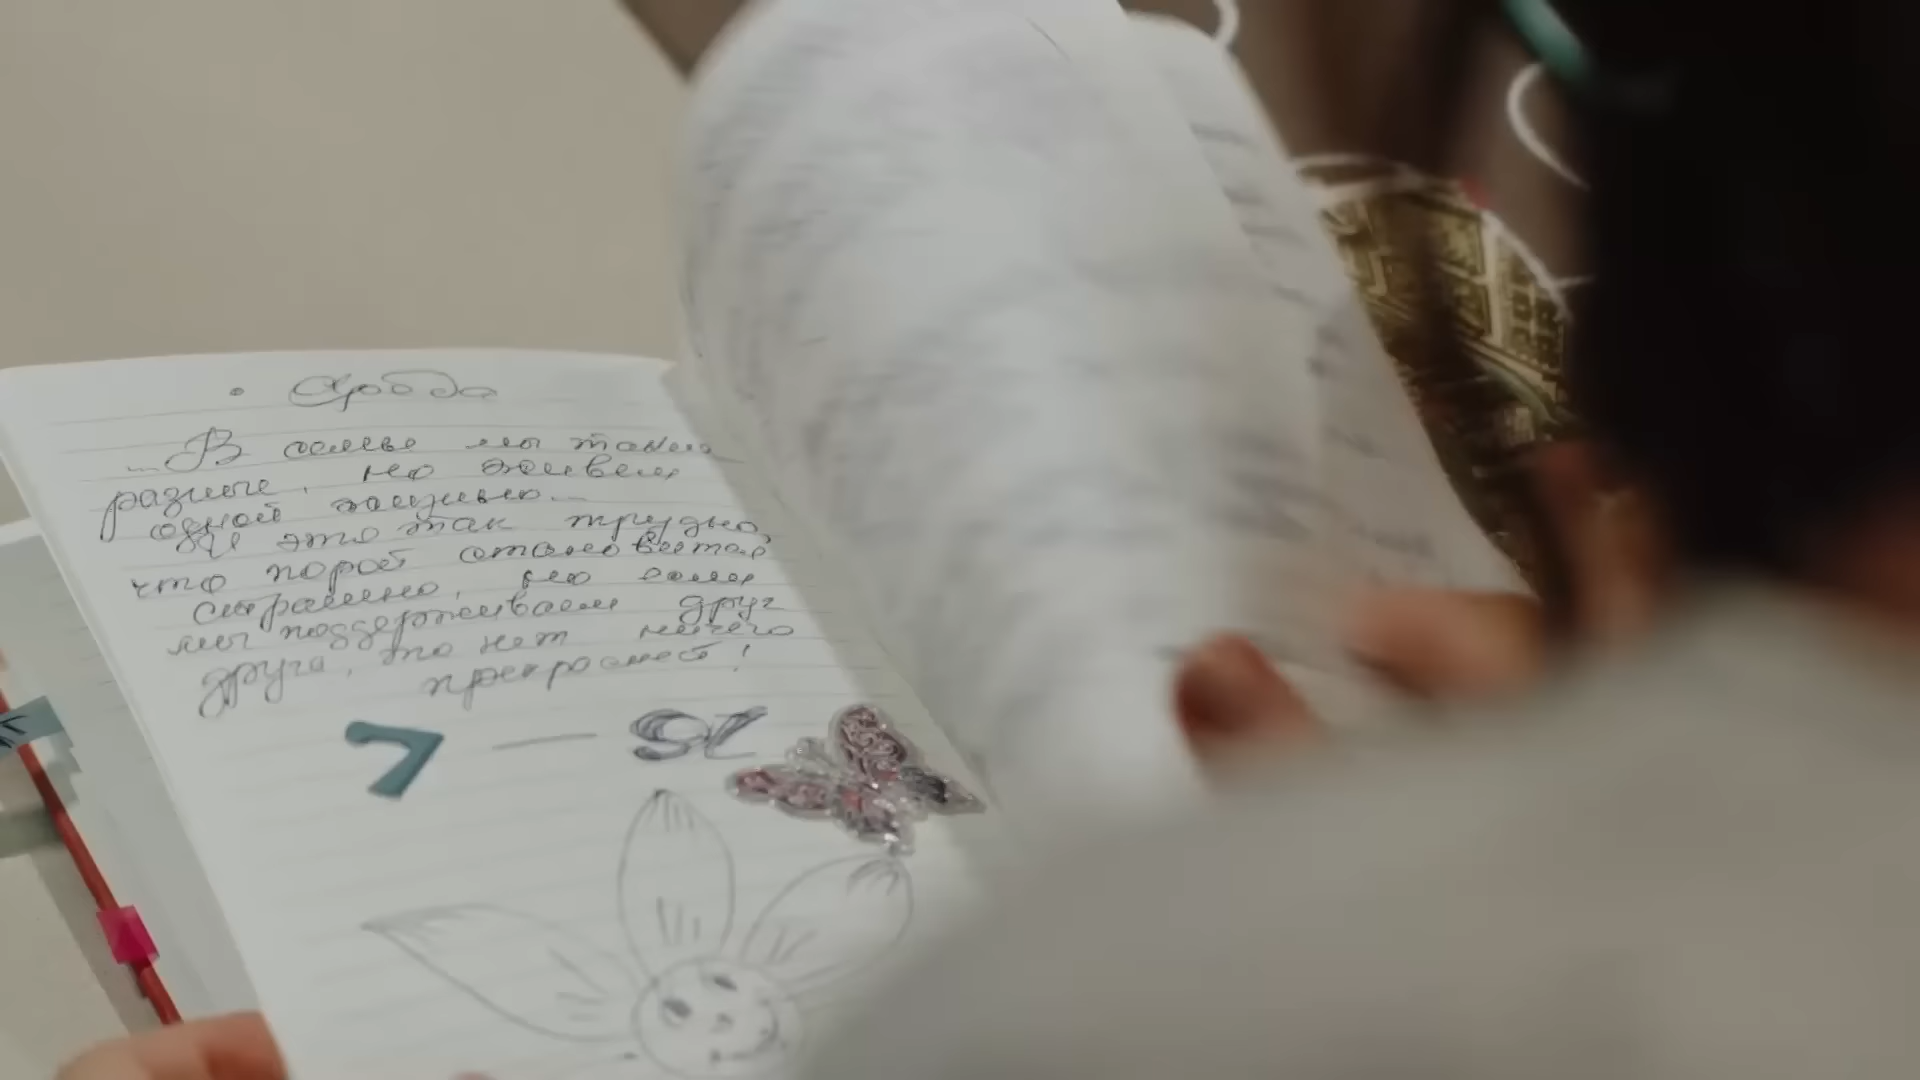 В семье мы такие
разные, но живём
одной жизнью...
И это так трудно,
что порой становится
страшно, но если
мы поддерживаем друг
друга, то нет ничего
прекрасней!
7 — Я